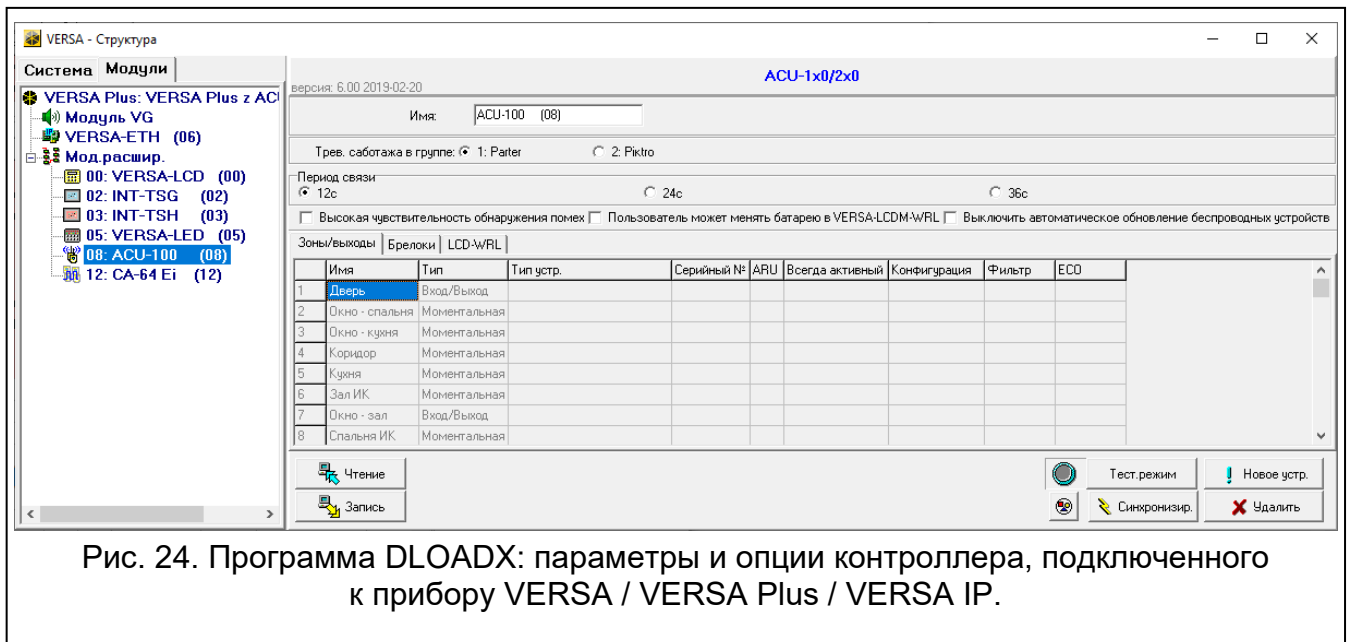 VERSA - Структура
Система Модули
VERSA Plus: VERSA Plus z AC
Модуль VG
VERSA-ETH (06)
Мод.расшир.
00: VERSA-LCD (00)
02: INT-TSG (02)
03: INT-TSH (03)
05: VERSA-LED (05)
08: ACU-100 (08)
12: CA-64 Ei (12)
ACU-1x0/2x0
версия: 6.00 2019-02-20
Имя: ACU-100 (08)
Трев. саботажа в группе: 1: Parter 2: Piętro
Период связи
12с 24с 36с
Высокая чувствительность обнаружения помех Пользователь может менять батарею в VERSA-LCDM-WRL Выключить автоматическое обновление беспроводных устройств
Зоны/выходы Брелоки LCD-WRL
Имя Тип Тип устр. Серийный № ARU Всегда активный Конфигурация Фильтр ECO
1 Дверь Вход/Выход
2 Окно - спальня Моментальная
3 Окно - кухня Моментальная
4 Коридор Моментальная
5 Кухня Моментальная
6 Зал ИК Моментальная
7 Окно - зал Вход/Выход
8 Спальня ИК Моментальная
Чтение Тест.режим Новое устр.
Запись Синхронизир. Удалить
Рис. 24. Программа DLOADX: параметры и опции контроллера, подключенного
к прибору VERSA / VERSA Plus / VERSA IP.